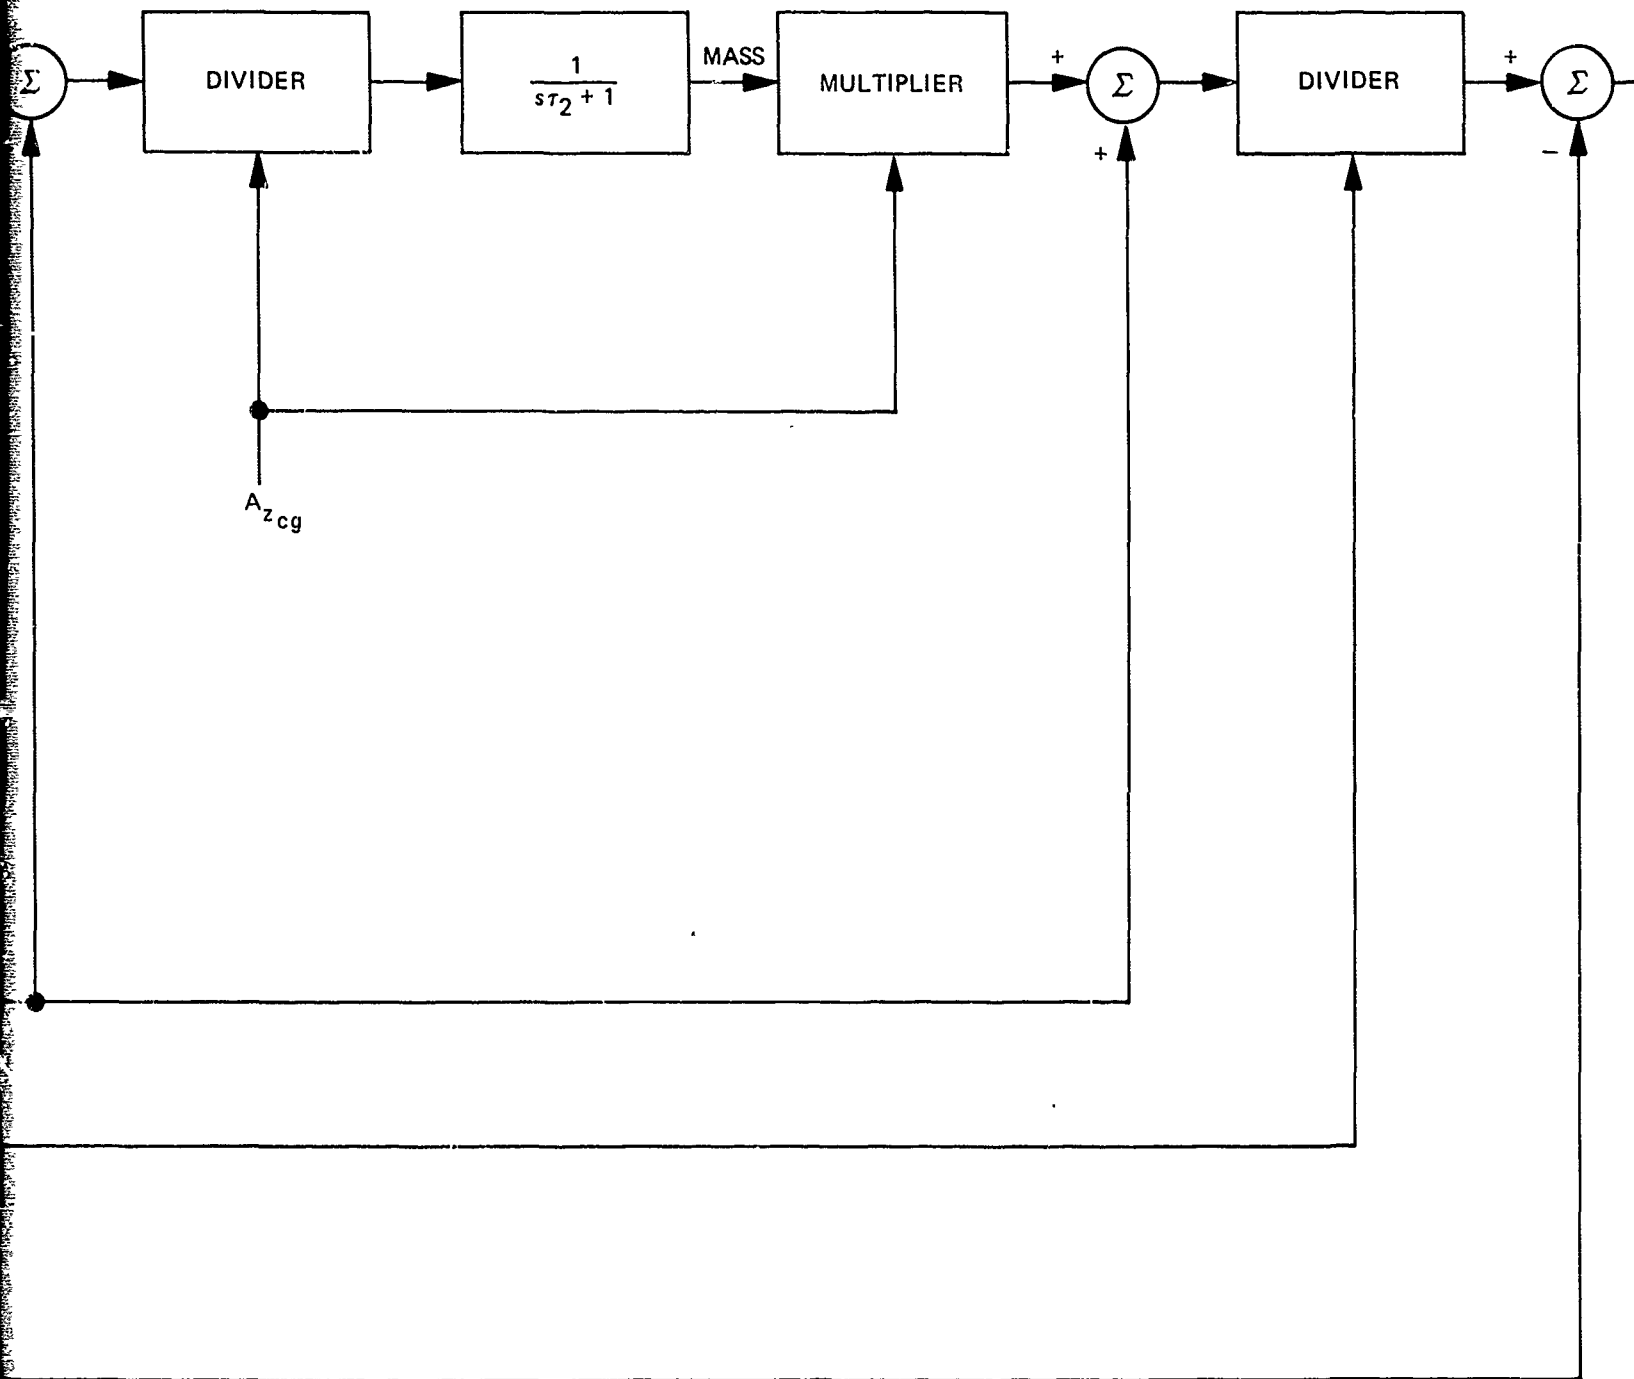 Σ
DIVIDER
1
sτ2 + 1
MASS
MULTIPLIER
+
Σ
+
DIVIDER
+
Σ
−
Azcg